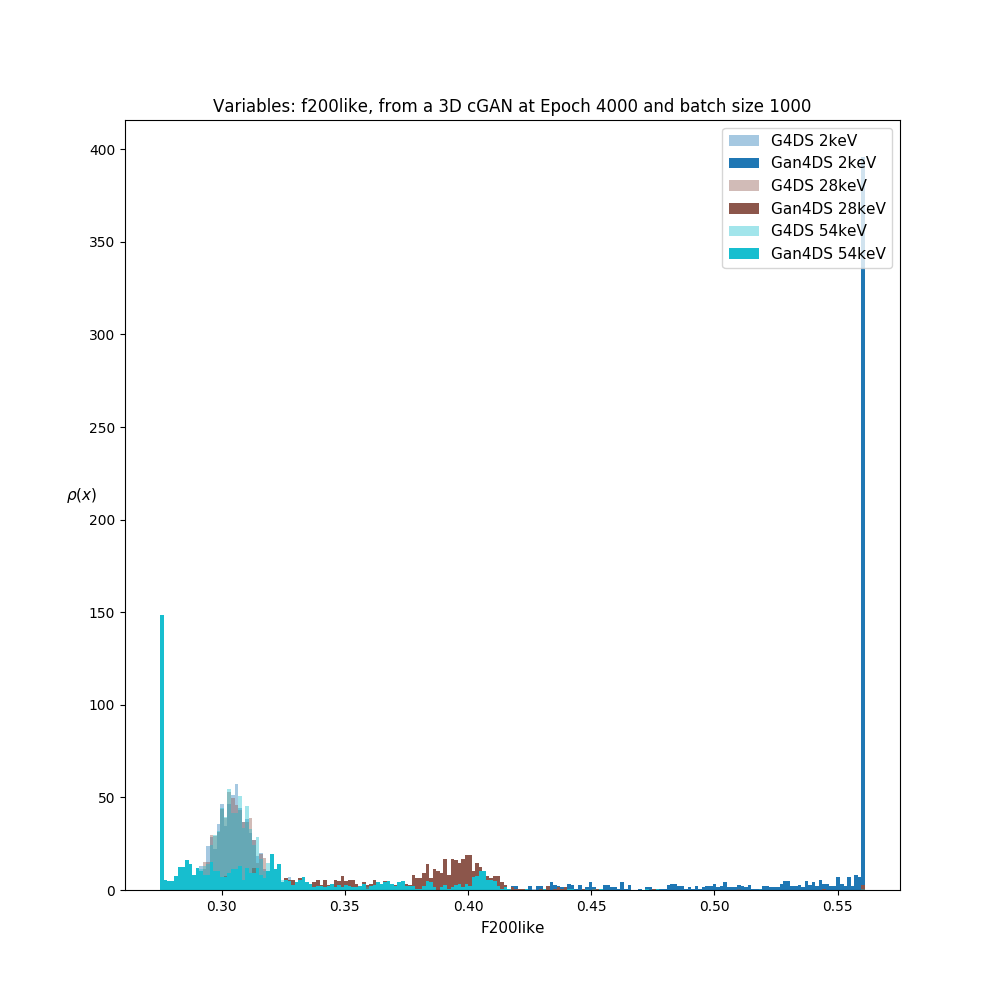 Variables: f200like, from a 3D cGAN at Epoch 4000 and batch size 1000
400
350
300
250
200
150
100
50
0
ρ(x)
G4DS 2keV
Gan4DS 2keV
G4DS 28keV
Gan4DS 28keV
G4DS 54keV
Gan4DS 54keV
0.30 0.35 0.40 0.45 0.50 0.55
F200like